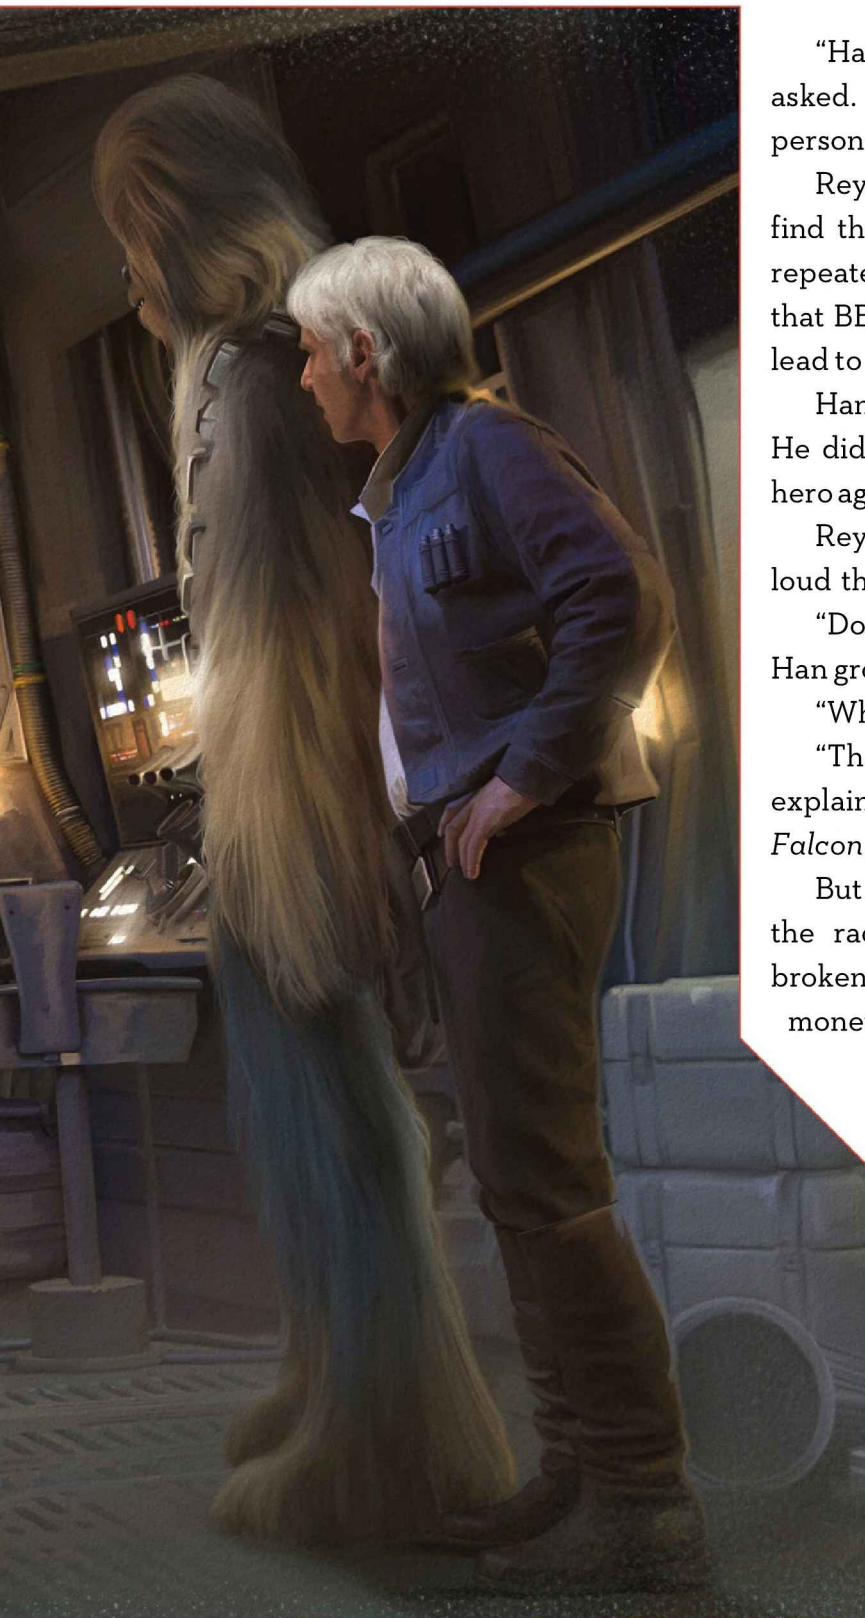 “Ha
asked.
person
Rey
find th
repeate
that BE
lead to
Han
He did
hero ag
Rey
loud th
“Do
Han gro
“Wh
“Th
explain
Falcon
But
the rac
broken
mone